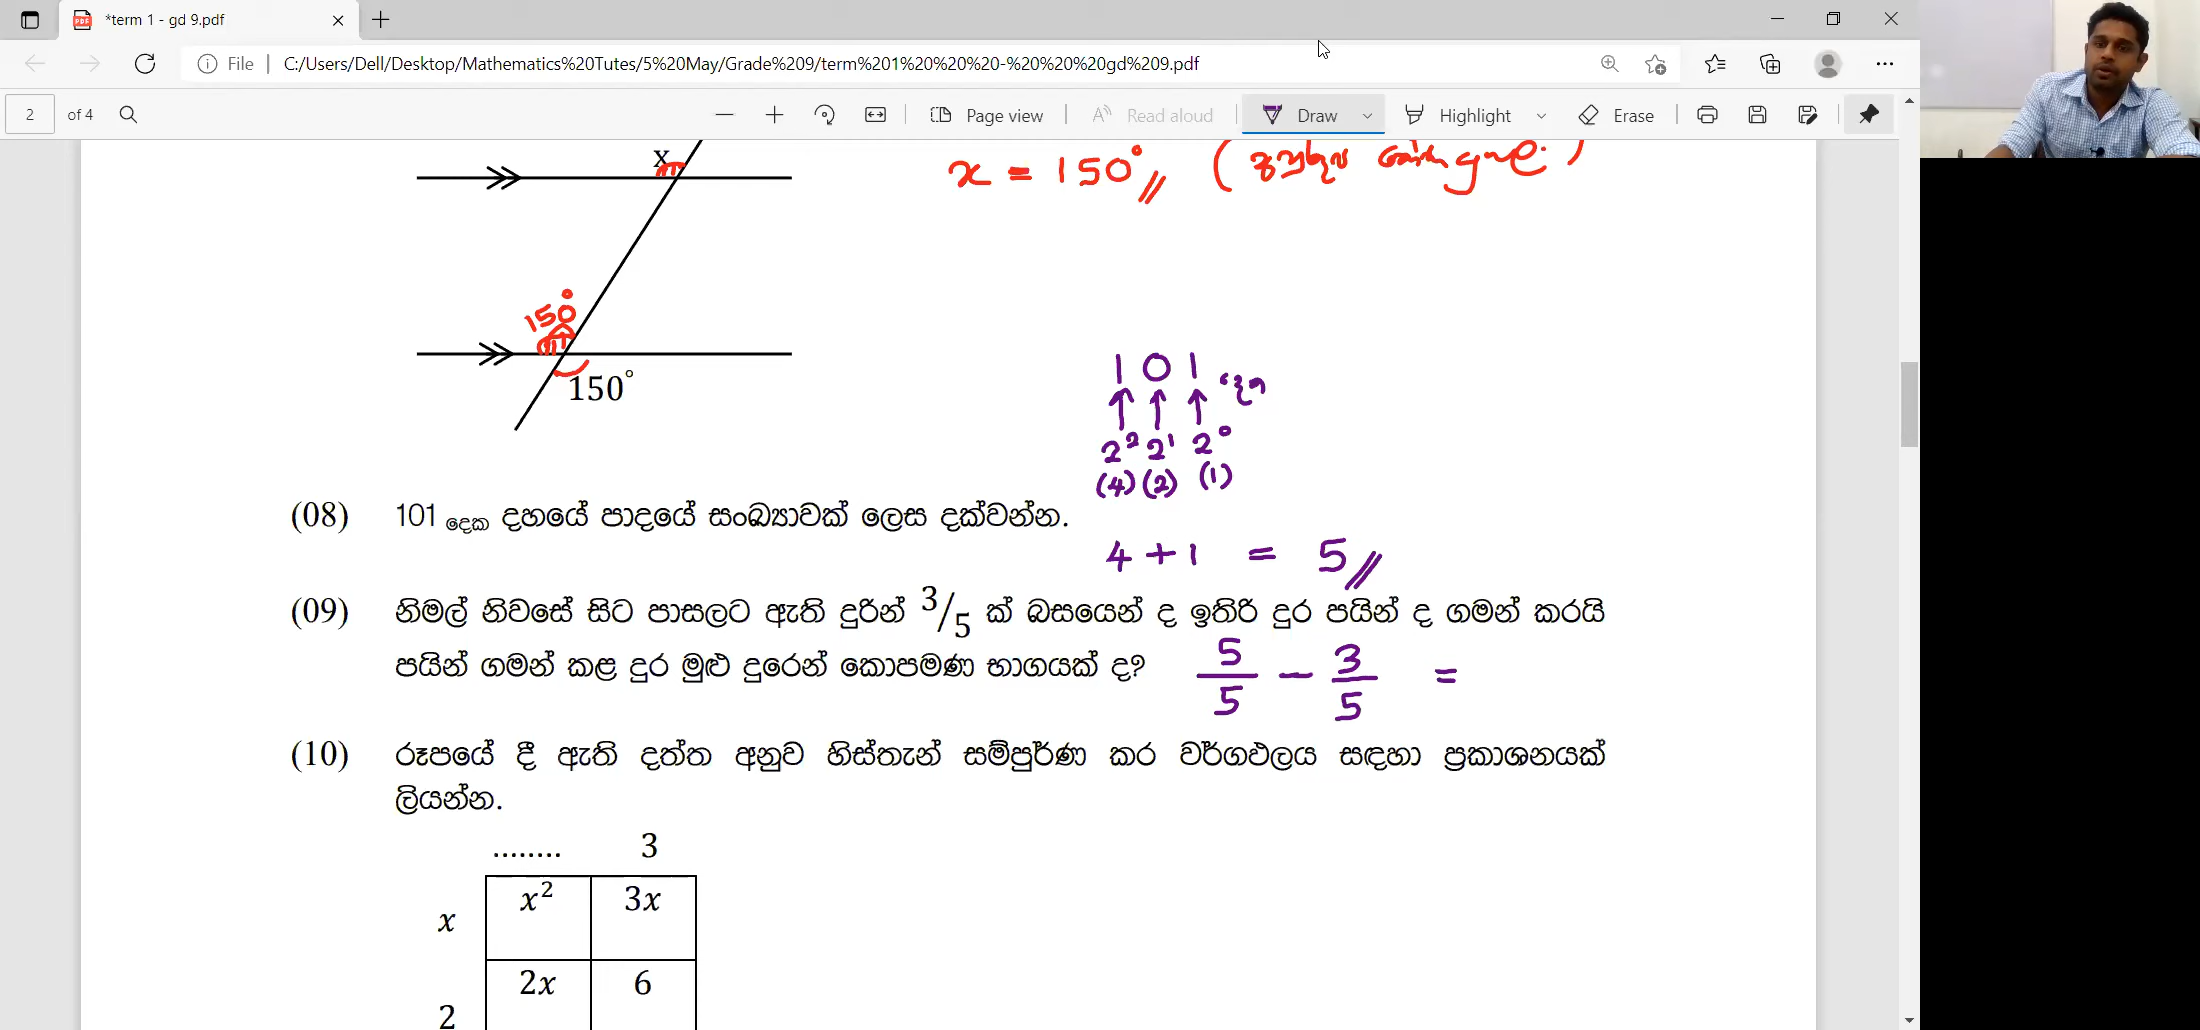 *term 1 - gd 9.pdf
File | C:/Users/Dell/Desktop/Mathematics%20Tutes/5%20May/Grade%209/term%201%20%20%20-%20%20%20gd%209.pdf
2 of 4 Page view Read aloud Draw Highlight Erase
x
x = 150°
150°
150°
1 0 1
2² 2¹ 2⁰
(4) (2) (1)
(08) 101 දෙක දහයේ පාදයේ සංඛ්‍යාවක් ලෙස දක්වන්න.
4 + 1 = 5
(09) නිමල් නිවසේ සිට පාසලට ඇති දුරින් 3/5 ක් බසයෙන් ද ඉතිරි දුර පයින් ද ගමන් කරයි
පයින් ගමන් කළ දුර මුළු දුරෙන් කොපමණ භාගයක් ද? 5/5 - 3/5 =
(10) රූපයේ දී ඇති දත්ත අනුව හිස්තැන් සම්පුර්ණ කර වර්ගඵලය සඳහා ප්‍රකාශනයක්
ලියන්න.
........ 3
x x² 3x
2x 6
2